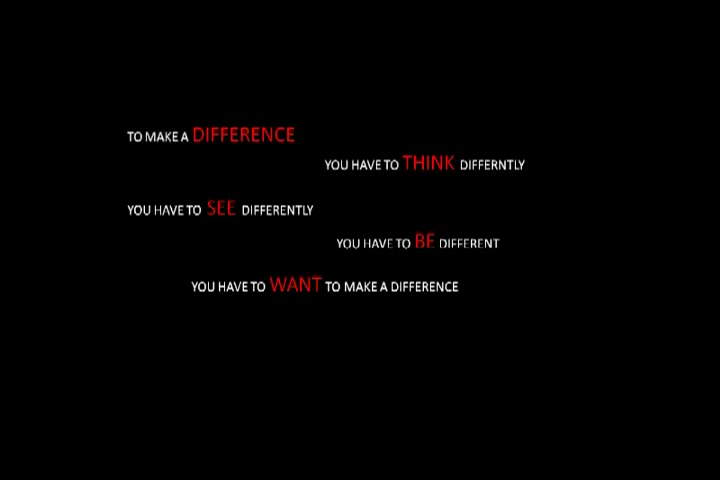 TO MAKE A DIFFERENCE
YOU HAVE TO THINK DIFFERNTLY
YOU HAVE TO SEE DIFFERENTLY
YOU HAVE TO BE DIFFERENT
YOU HAVE TO WANT TO MAKE A DIFFERENCE